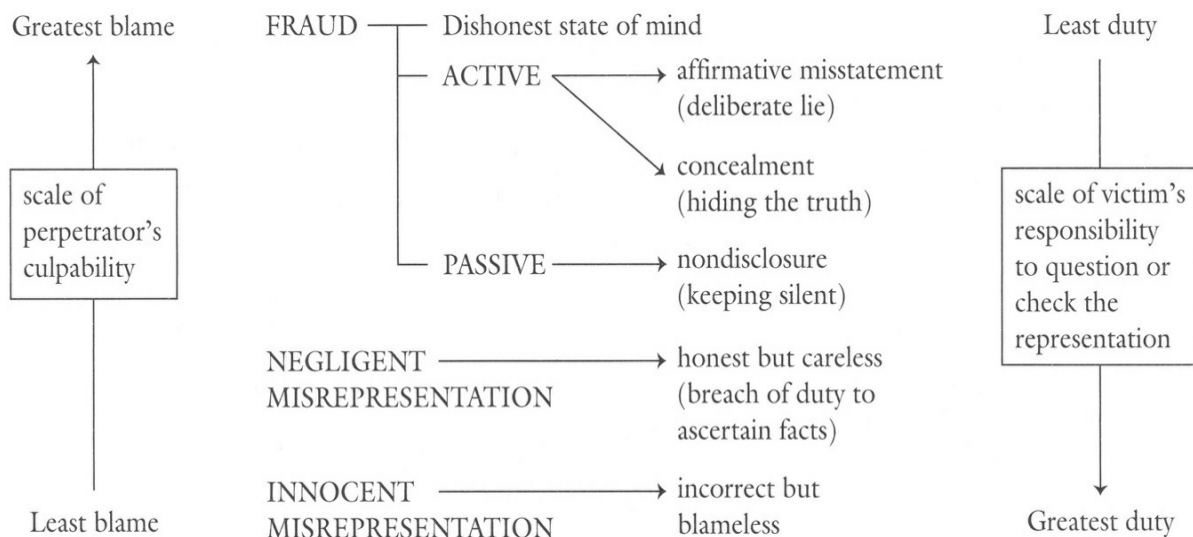 Greatest blame
scale of
perpetrator's
culpability
Least blame
FRAUD
Dishonest state of mind
ACTIVE
affirmative misstatement
(deliberate lie)
concealment
(hiding the truth)
PASSIVE
nondisclosure
(keeping silent)
NEGLIGENT
MISREPRESENTATION
honest but careless
(breach of duty to
ascertain facts)
INNOCENT
MISREPRESENTATION
incorrect but
blameless
Least duty
scale of victim's
responsibility
to question or
check the
representation
Greatest duty